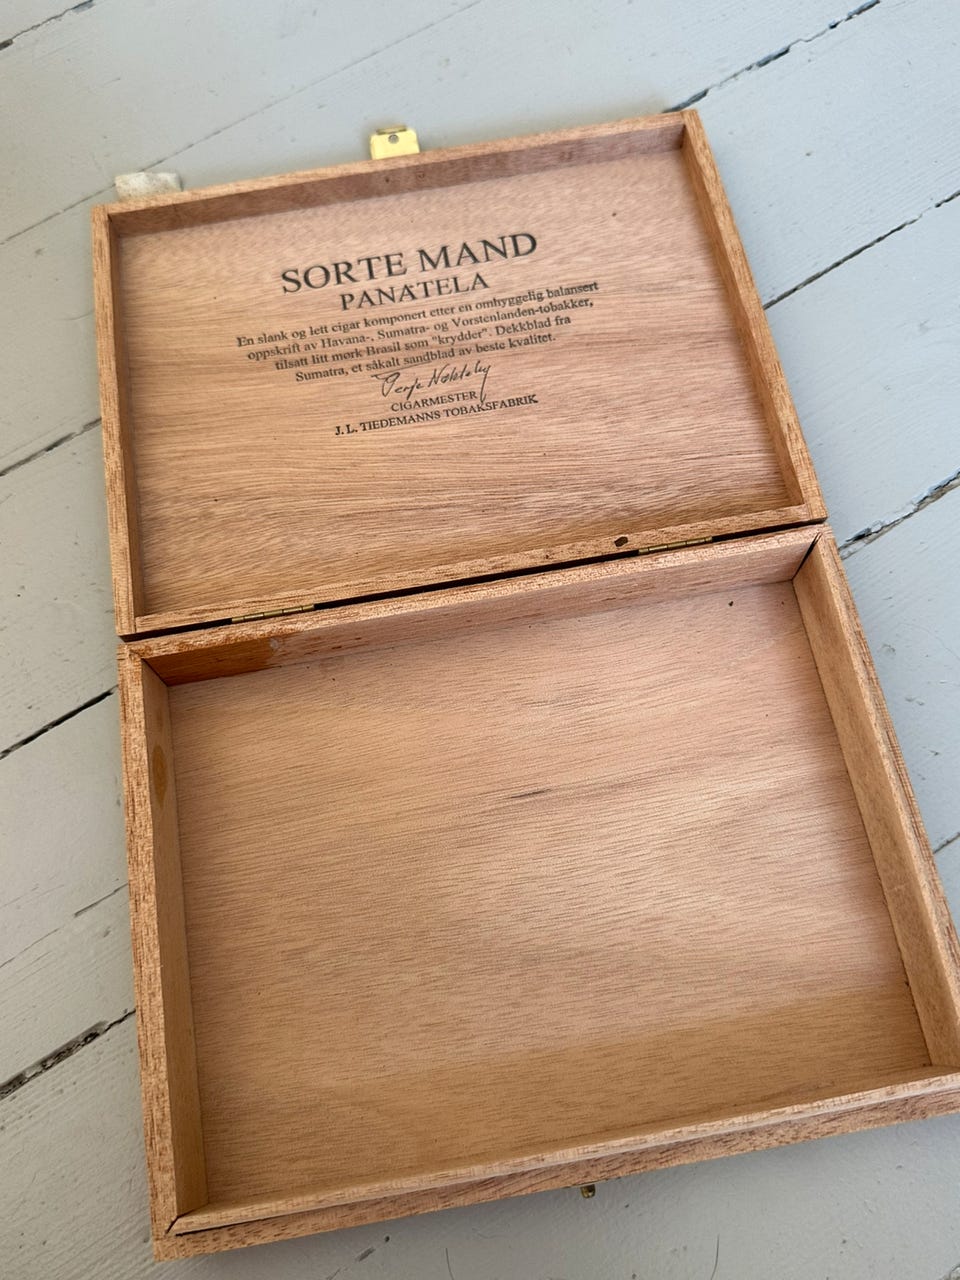 SORTE MAND
PANATELA
En slank og lett cigar komponert etter en omhyggelig balansert
oppskrift av Havana-, Sumatra- og Vorstenlanden-tobakker,
tilsatt litt mørk Brasil som "krydder". Dekkblad fra
Sumatra, et såkalt sandblad av beste kvalitet.
Terje Nøkleby
CIGARMESTER
J. L. TIEDEMANNS TOBAKSFABRIK